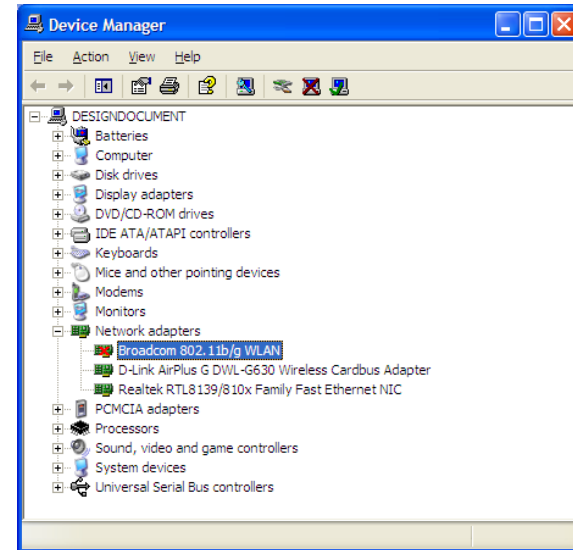 Device Manager
File Action View Help
DESIGNDOCUMENT
Batteries
Computer
Disk drives
Display adapters
DVD/CD-ROM drives
IDE ATA/ATAPI controllers
Keyboards
Mice and other pointing devices
Modems
Monitors
Network adapters
Broadcom 802.11b/g WLAN
D-Link AirPlus G DWL-G630 Wireless Cardbus Adapter
Realtek RTL8139/810x Family Fast Ethernet NIC
PCMCIA adapters
Processors
Sound, video and game controllers
System devices
Universal Serial Bus controllers